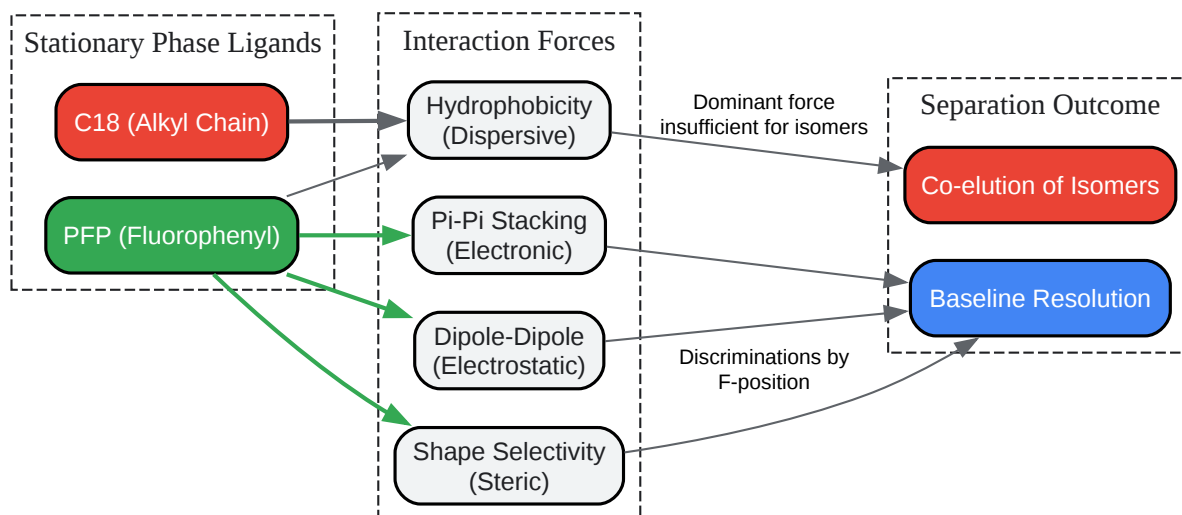 Stationary Phase Ligands
C18 (Alkyl Chain)
PFP (Fluorophenyl)
Interaction Forces
Hydrophobicity
(Dispersive)
Pi-Pi Stacking
(Electronic)
Dipole-Dipole
(Electrostatic)
Shape Selectivity
(Steric)
Dominant force
insufficient for isomers
Discriminations by
F-position
Separation Outcome
Co-elution of Isomers
Baseline Resolution